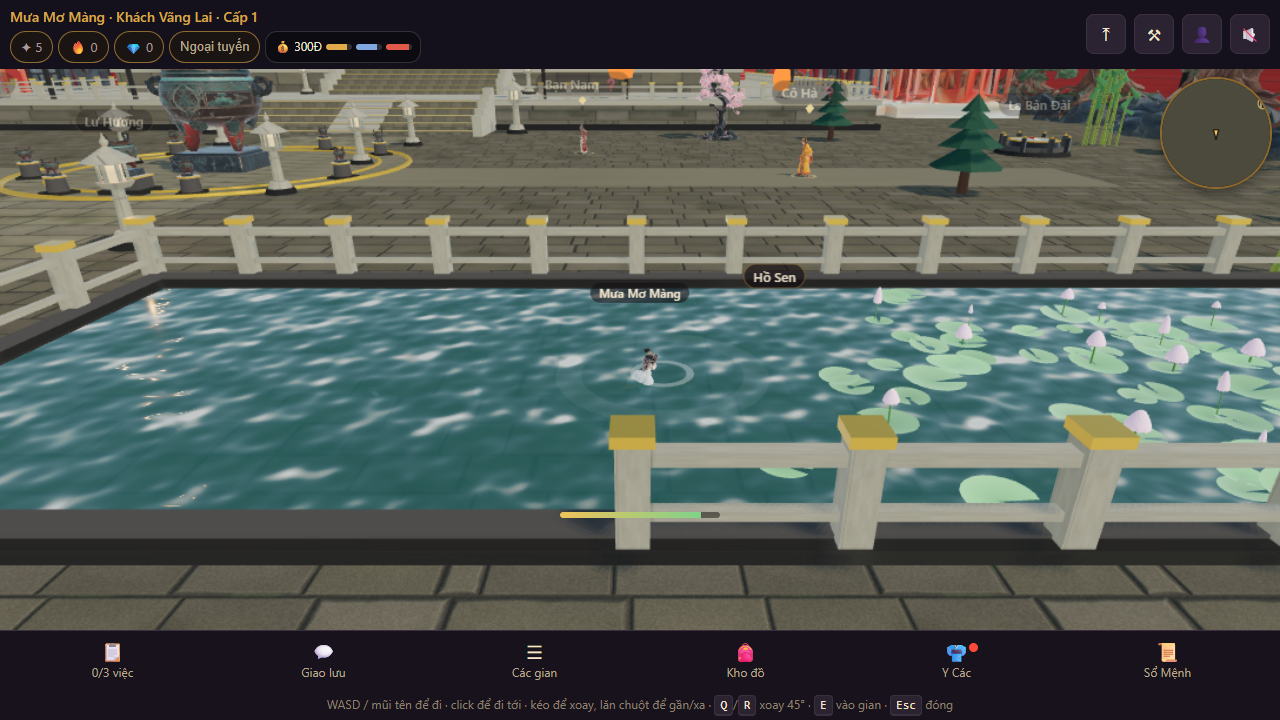 Mưa Mơ Màng · Khách Vãng Lai · Cấp 1
5
0
0
Ngoại tuyến
300Đ
Bạn Nam
Cô Hà
La Bàn Đài
Lư Hương
Hồ Sen
Mưa Mơ Màng
0/3 việc
Giao lưu
Các gian
Kho đồ
Y Các
Sổ Mệnh
WASD / mũi tên để đi · click để đi tới · kéo để xoay, lăn chuột để gần/xa · Q / R xoay 45° · E vào gian · Esc đóng